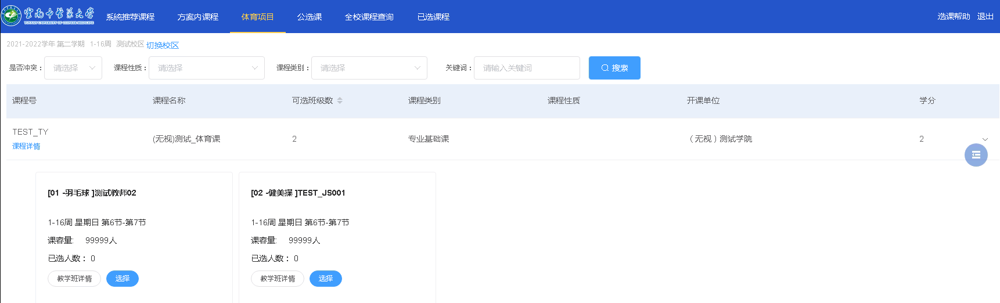 雲南中醫藥大學
YUNNAN UNIVERSITY OF CHINESE MEDICINE
系统推荐课程 方案内课程 体育项目 公选课 全校课程查询 已选课程 选课帮助 退出
2021-2022学年 第二学期 1-16周 测试校区 切换校区
是否冲突： 请选择 课程性质： 请选择 课程类别： 请选择 关键词： 请输入关键词 搜索
课程号 课程名称 可选班级数 课程类别 课程性质 开课单位 学分
TEST_TY
课程详情
(无视)测试_体育课 2 专业基础课 （无视）测试学院 2
[01 -羽毛球 ]测试教师02
1-16周 星期日 第6节-第7节
课容量: 99999人
已选人数： 0
教学班详情 选择
[02 -健美操 ]TEST_JS001
1-16周 星期日 第6节-第7节
课容量: 99999人
已选人数： 0
教学班详情 选择